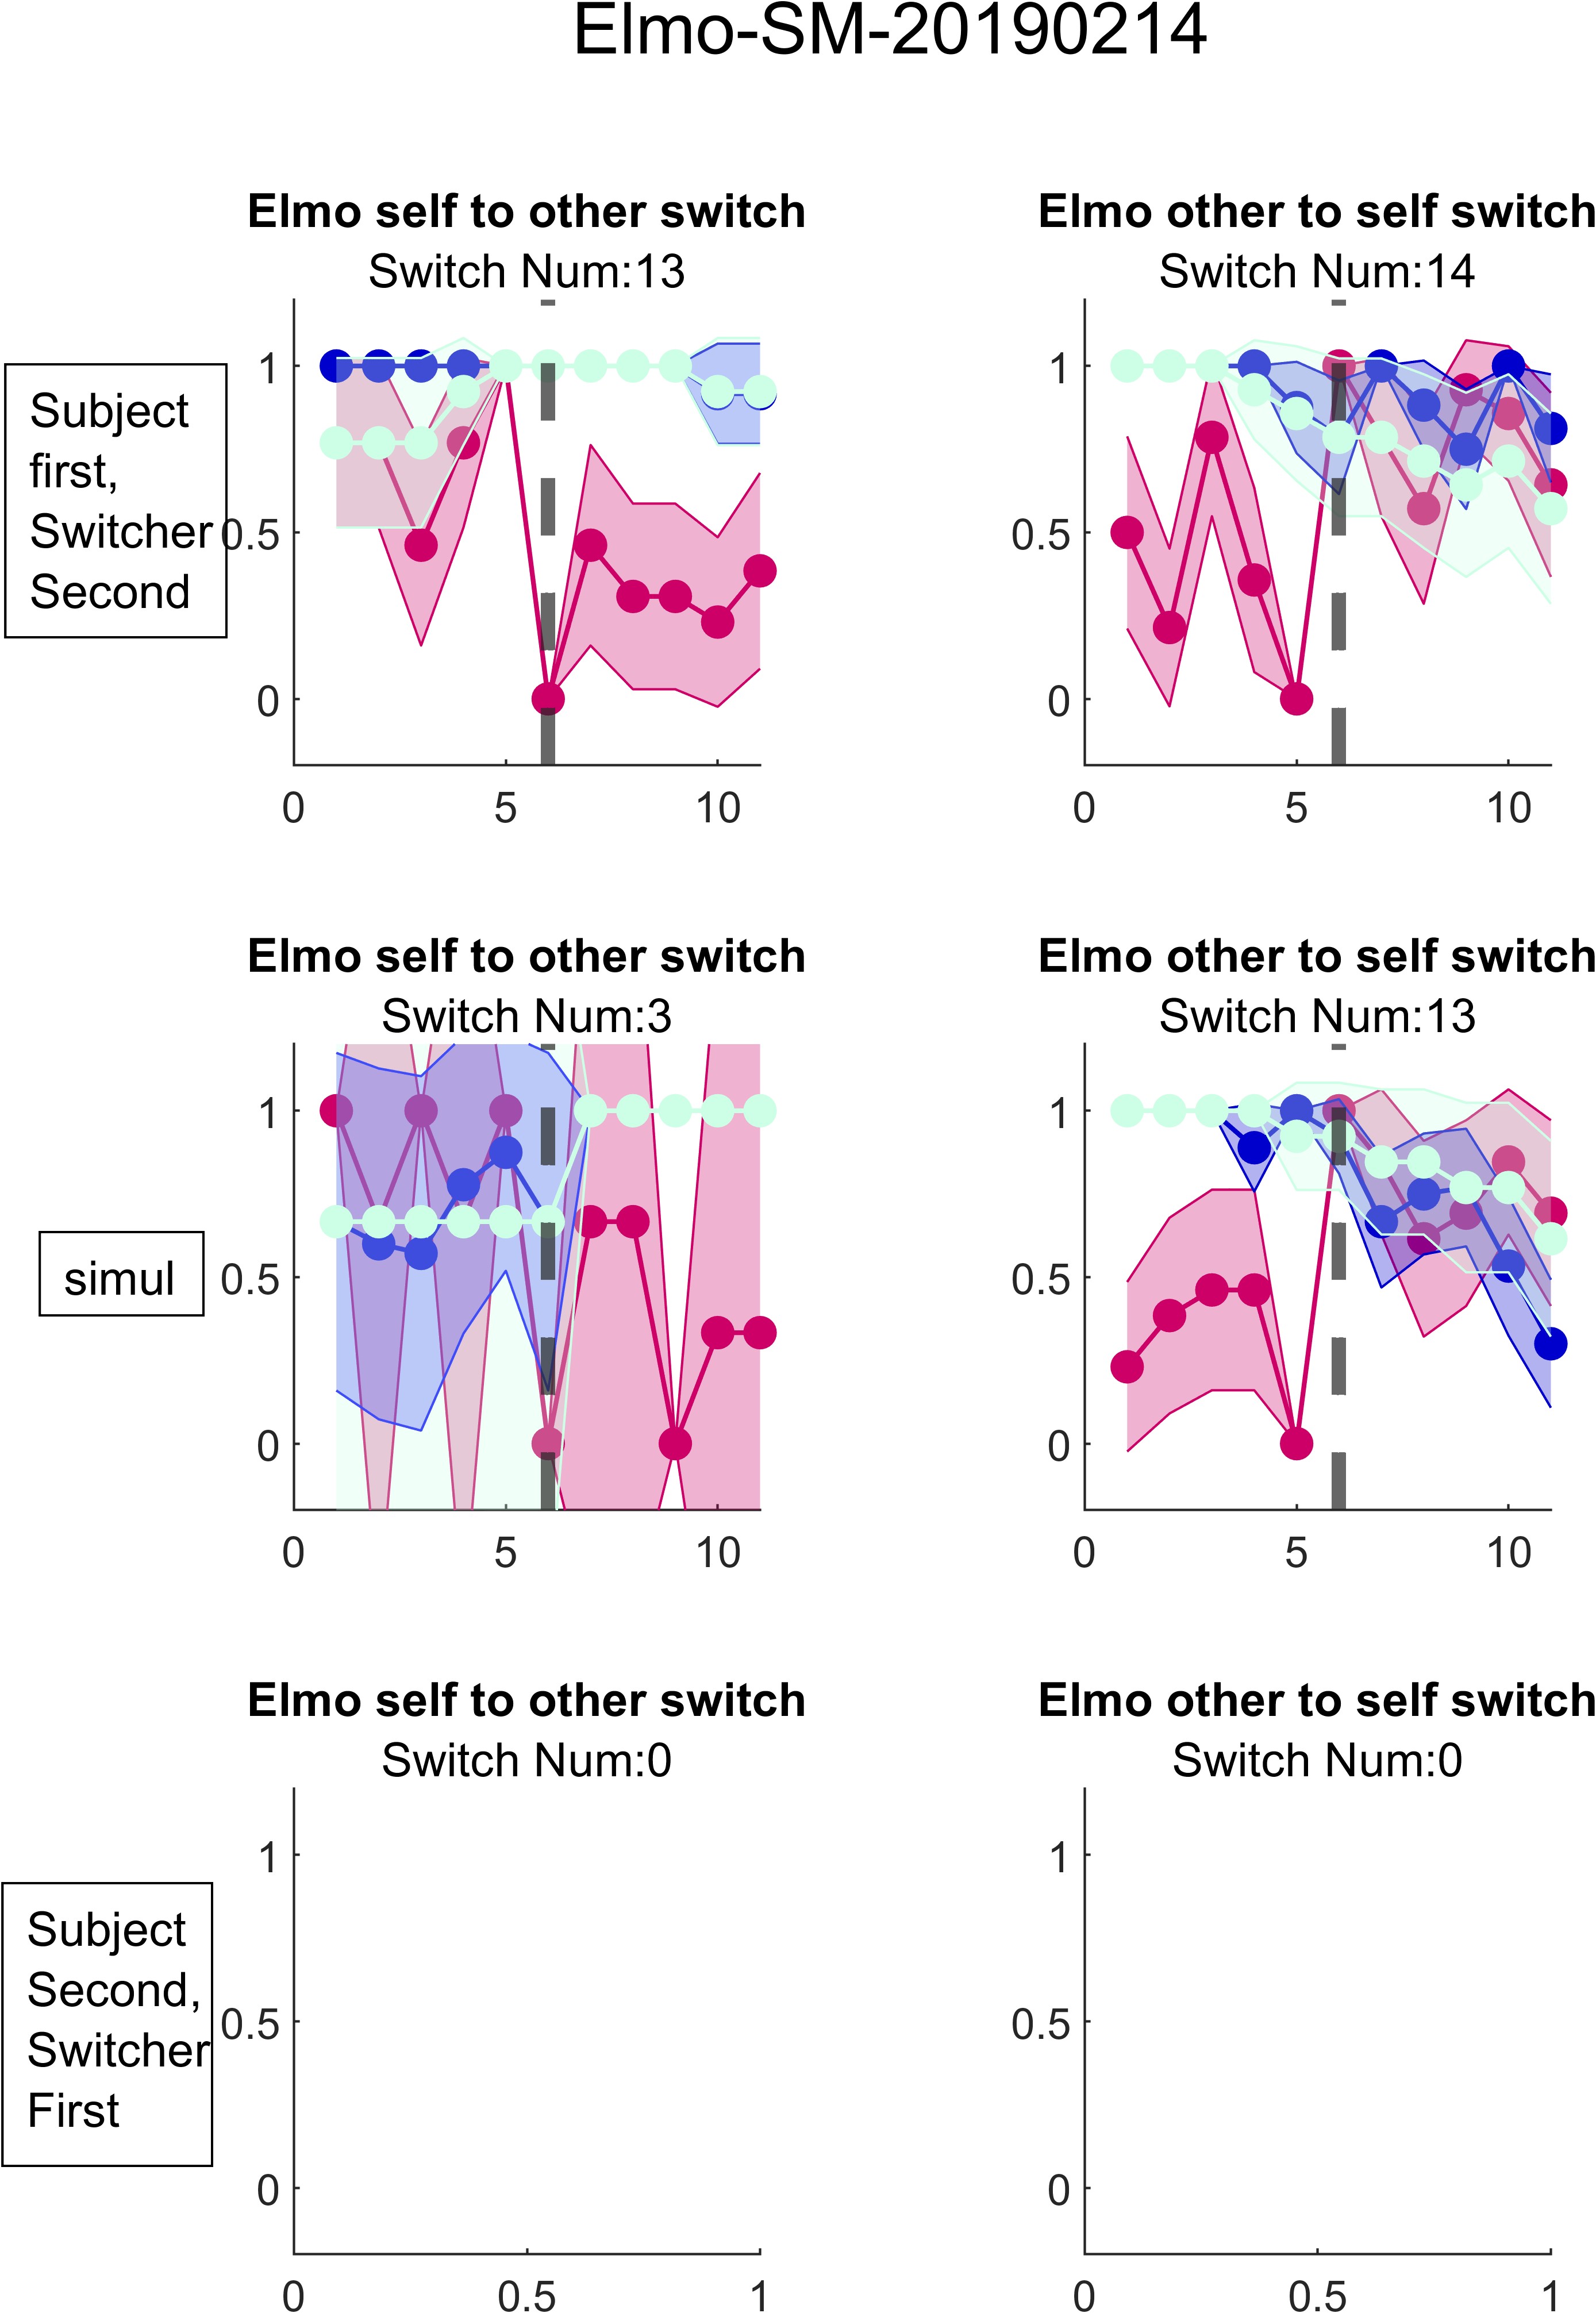 Elmo-SM-20190214
Elmo self to other switch
Switch Num:13
Elmo other to self switch
Switch Num:14
Subject
first,
Switcher
Second
1
0.5
0
0 5 10
1
0.5
0
0 5 10
Elmo self to other switch
Switch Num:3
Elmo other to self switch
Switch Num:13
simul
1
0.5
0
0 5 10
1
0.5
0
0 5 10
Elmo self to other switch
Switch Num:0
Elmo other to self switch
Switch Num:0
Subject
Second,
Switcher
First
1
0.5
0
0 0.5 1
1
0.5
0
0 0.5 1